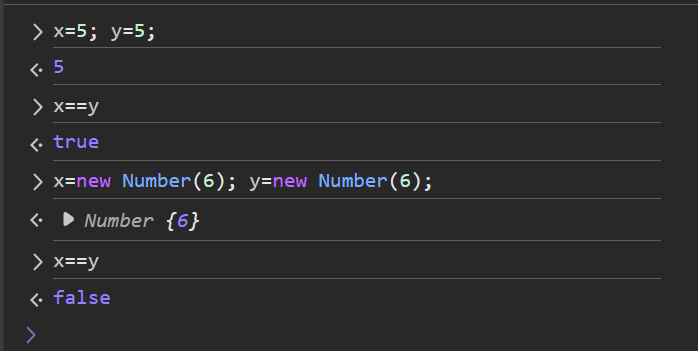 x=5; y=5;
5
x==y
true
x=new Number(6); y=new Number(6);
Number {6}
x==y
false